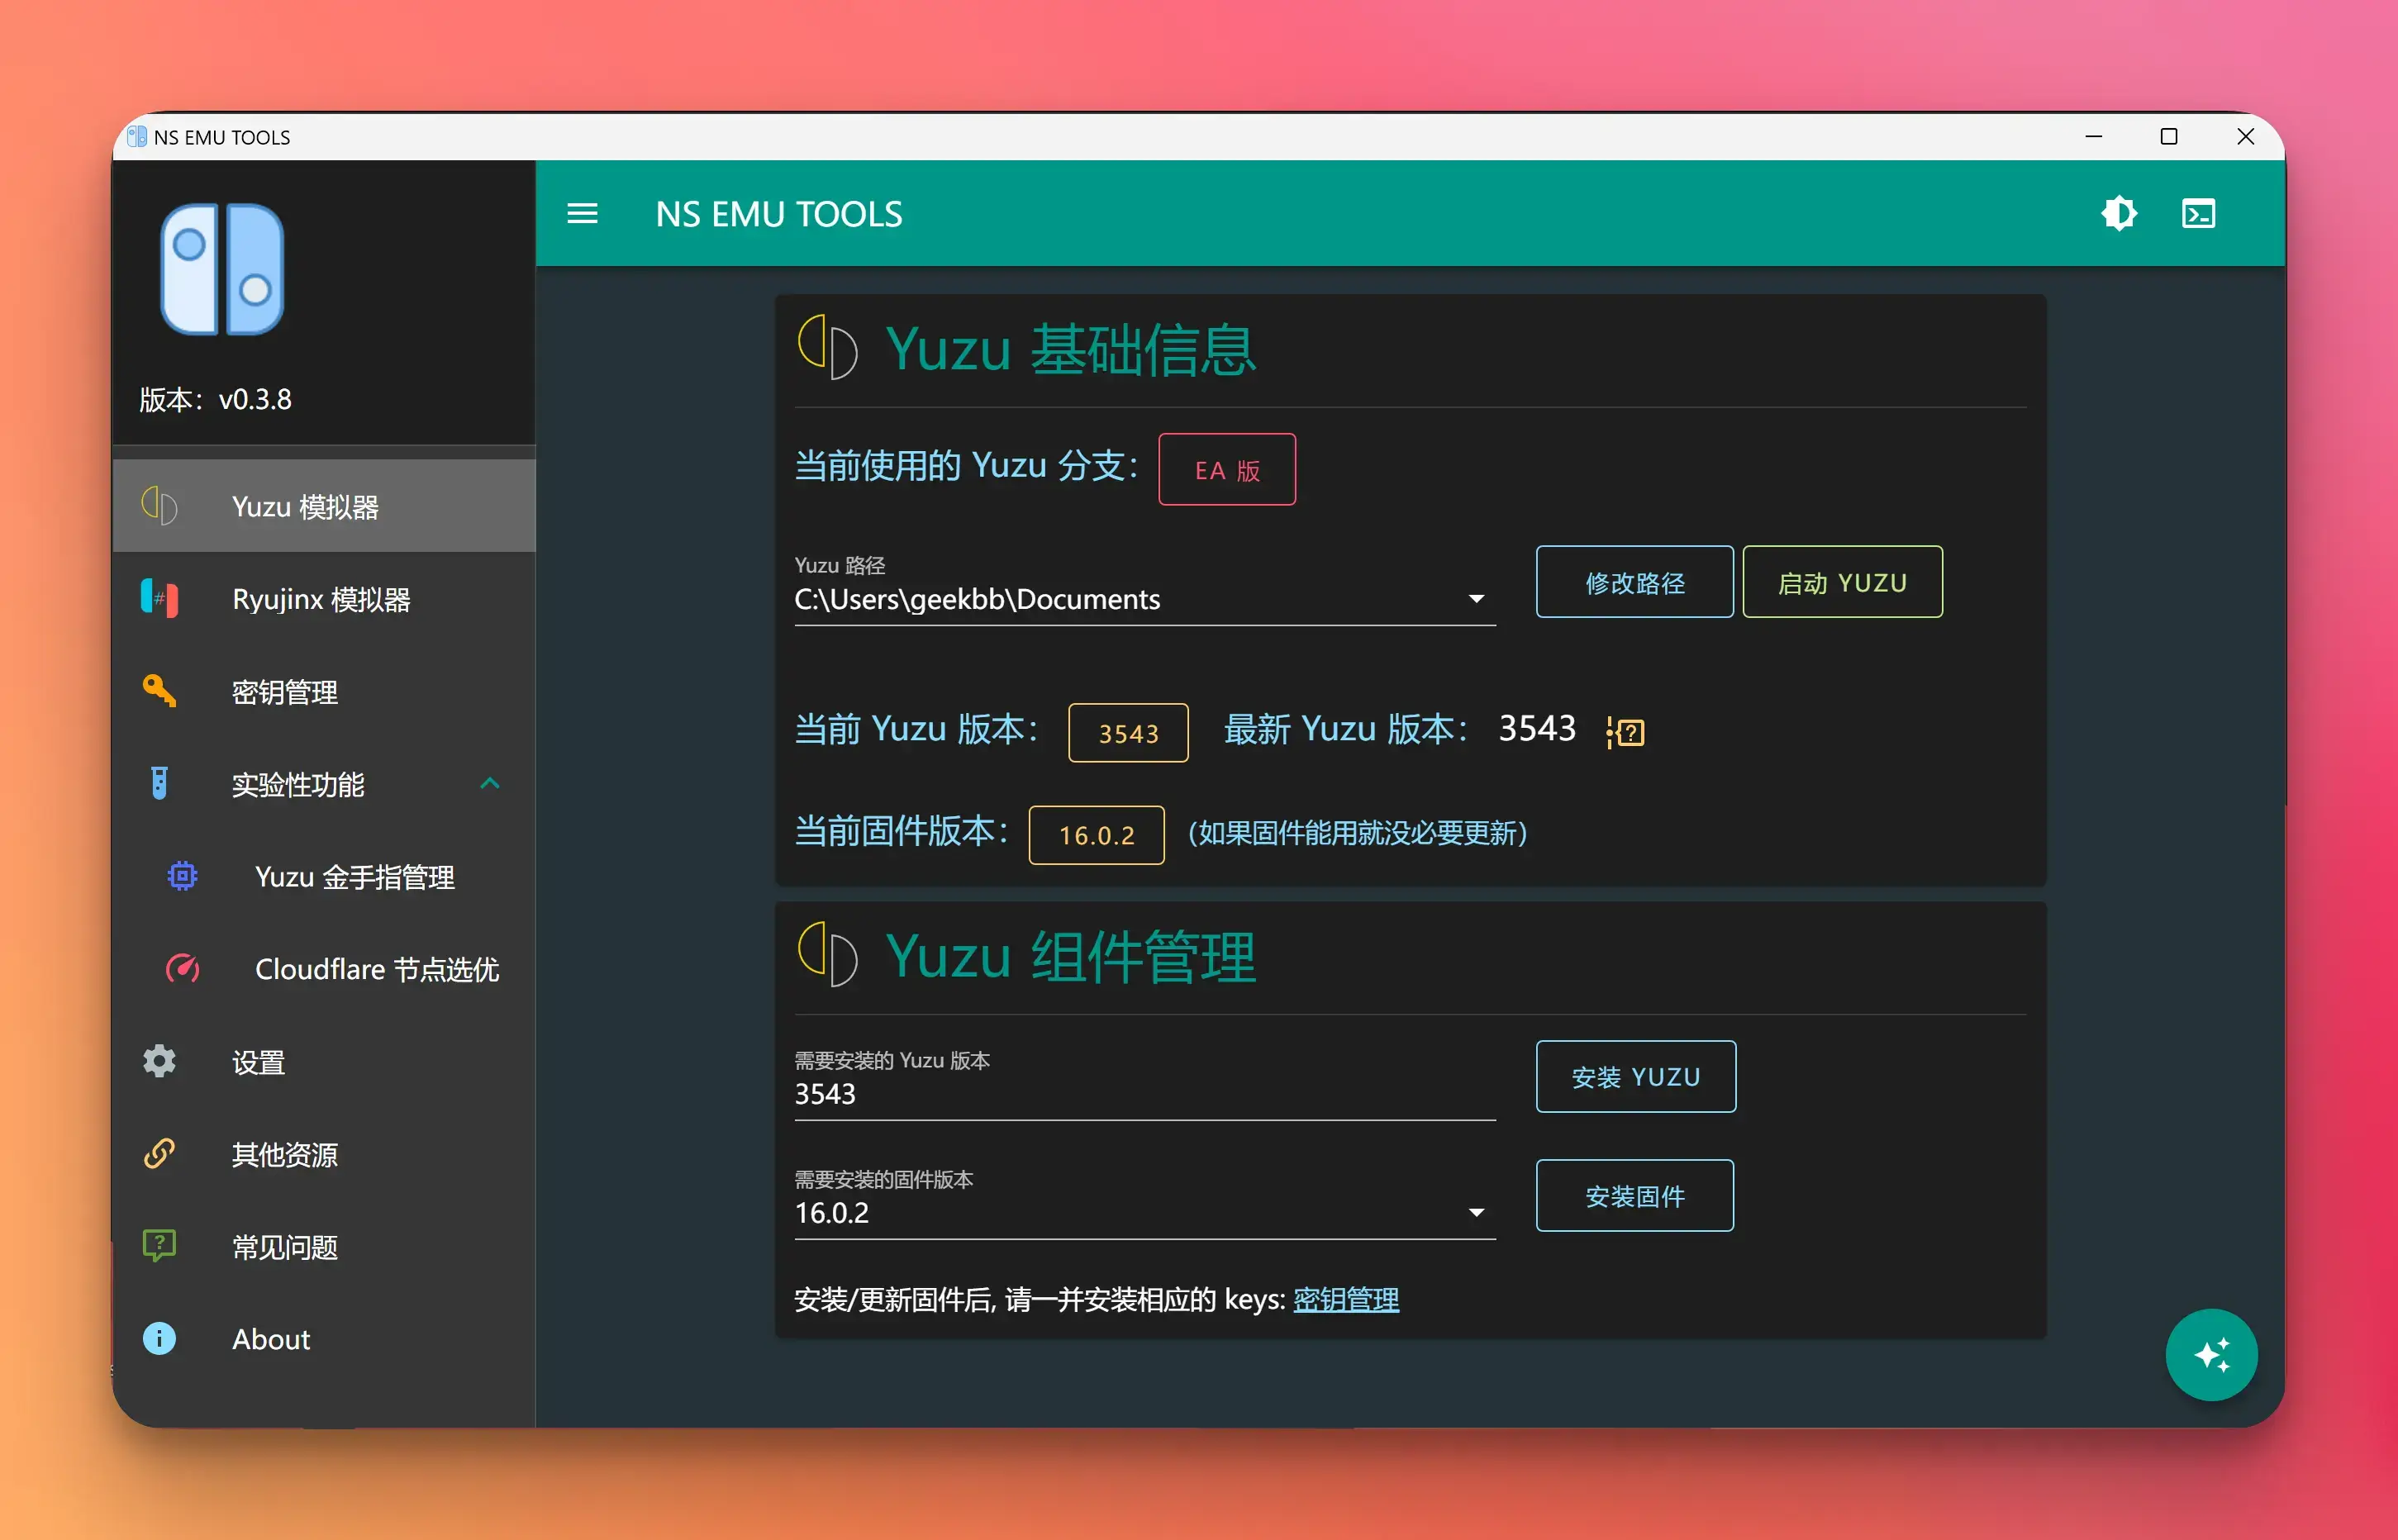 NS EMU TOOLS
NS EMU TOOLS
版本：v0.3.8
Yuzu 模拟器
Ryujinx 模拟器
密钥管理
实验性功能
Yuzu 金手指管理
Cloudflare 节点选优
设置
其他资源
常见问题
About
Yuzu 基础信息
当前使用的 Yuzu 分支：
EA 版
Yuzu 路径
C:\Users\geekbb\Documents
修改路径
启动 YUZU
当前 Yuzu 版本：
3543
最新 Yuzu 版本：
3543
当前固件版本：
16.0.2
（如果固件能用就没必要更新）
Yuzu 组件管理
需要安装的 Yuzu 版本
3543
安装 YUZU
需要安装的固件版本
16.0.2
安装固件
安装/更新固件后, 请一并安装相应的 keys: 密钥管理